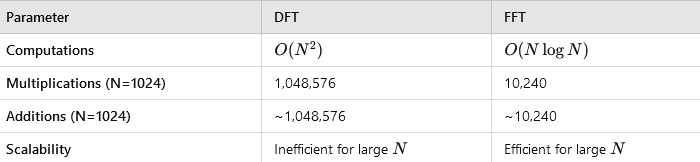 Parameter DFT FFT
Computations O(N²) O(N log N)
Multiplications (N=1024) 1,048,576 10,240
Additions (N=1024) ~1,048,576 ~10,240
Scalability Inefficient for large N Efficient for large N